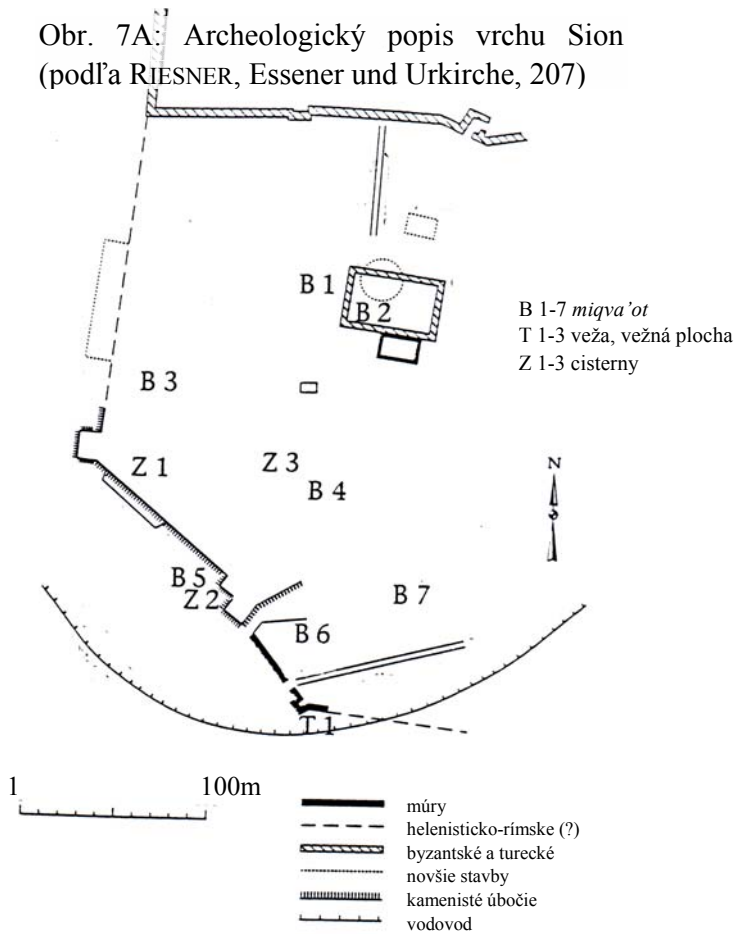 Obr. 7A: Archeologický popis vrchu Sion
(podľa RIESNER, Essener und Urkirche, 207)
B 1
B 2
B 1-7 miqva’ot
T 1-3 veža, vežná plocha
Z 1-3 cisterny
B 3
Z 1
Z 3
B 4
N
B 5
Z 2
B 7
B 6
T 1
1 100m
múry
helenisticko-rímske (?)
byzantské a turecké
novšie stavby
kamenisté úbočie
vodovod